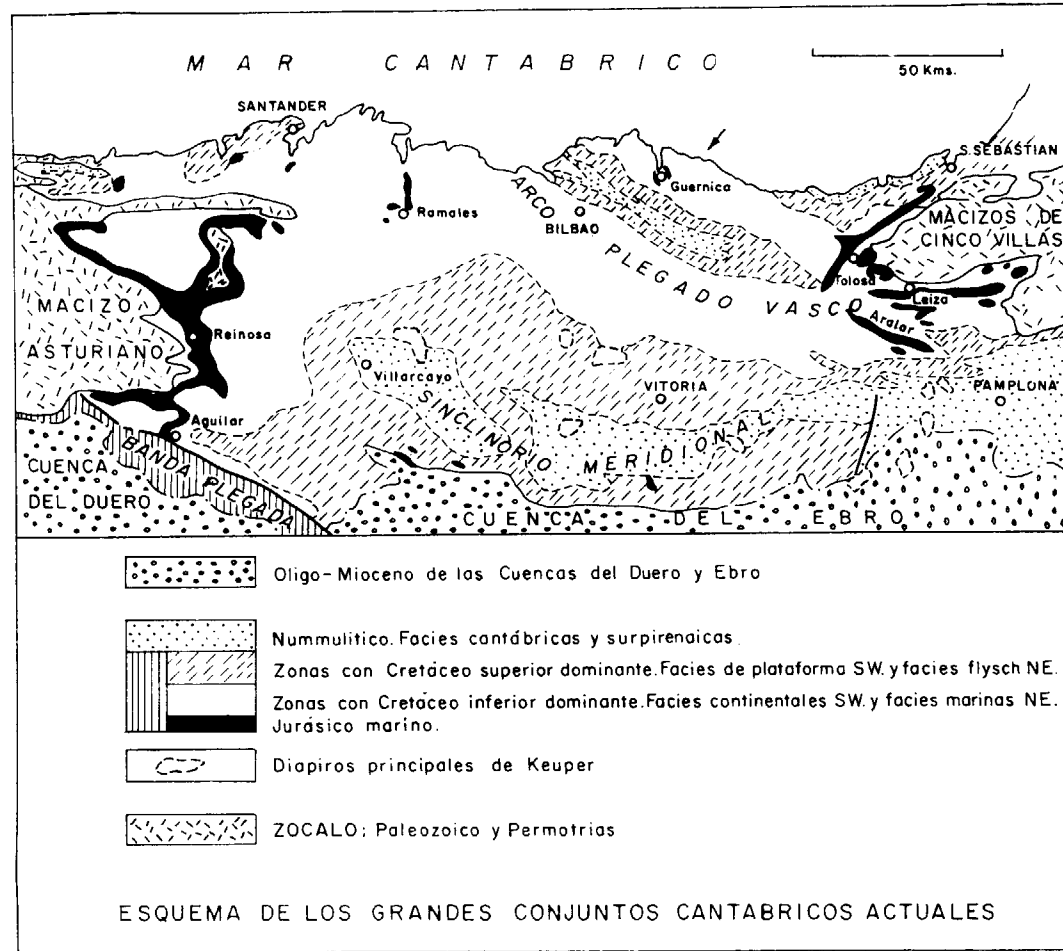 MAR CANTABRICO
50 Kms.
SANTANDER
S. SEBASTIAN
Guernica
Ramales
ARCO PLEGADO VASCO
BILBAO
MACIZOS DE
CINCO VILLAS
Tolosa
Leiza
Aralar
MACIZO
ASTURIANO
Reinosa
Villarcayo
VITORIA
PAMPLONA
SINCLINORIO MERIDIONAL
Aguilar
BANDA PLEGADA
CUENCA
DEL DUERO
CUENCA DEL EBRO
Oligo-Mioceno de las Cuencas del Duero y Ebro
Nummulítico. Facies cantábricas y surpirenaicas.
Zonas con Cretáceo superior dominante. Facies de plataforma SW. y facies flysch NE.
Zonas con Cretáceo inferior dominante. Facies continentales SW. y facies marinas NE.
Jurásico marino.
Diapiros principales de Keuper
ZOCALO; Paleozoico y Permotrias
ESQUEMA DE LOS GRANDES CONJUNTOS CANTABRICOS ACTUALES